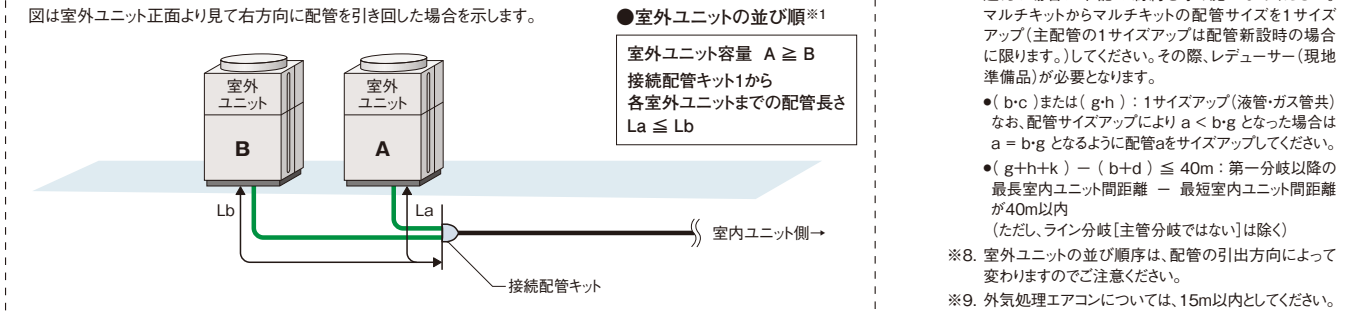 図は室外ユニット正面より見て右方向に配管を引き回した場合を示します。
●室外ユニットの並び順※1
室外ユニット容量 A ≧ B
接続配管キット1から
各室外ユニットまでの配管長さ
La ≦ Lb
室外
ユニット
B
室外
ユニット
A
Lb
La
室内ユニット側→
接続配管キット
マルチキットからマルチキットの配管サイズを1サイズ
アップ(主配管の1サイズアップは配管新設時の場合
に限ります。)してください。その際、レデューサー(現地
準備品)が必要となります。
●( b・c )または( g・h ) : 1サイズアップ(液管・ガス管共)
なお、配管サイズアップにより a < b・g となった場合は
a = b・g となるように配管aをサイズアップしてください。
●( g+h+k ) − ( b+d ) ≦ 40m : 第一分岐以降の
最長室内ユニット間距離 − 最短室内ユニット間距離
が40m以内
(ただし、ライン分岐[主管分岐ではない]は除く)
※8. 室外ユニットの並び順序は、配管の引出方向によって
変わりますのでご注意ください。
※9. 外気処理エアコンについては、15m以内としてください。